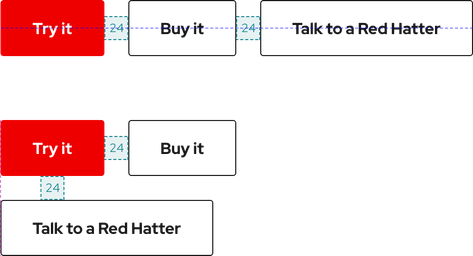 Try it 24 Buy it 24 Talk to a Red Hatter
Try it 24 Buy it
24
Talk to a Red Hatter